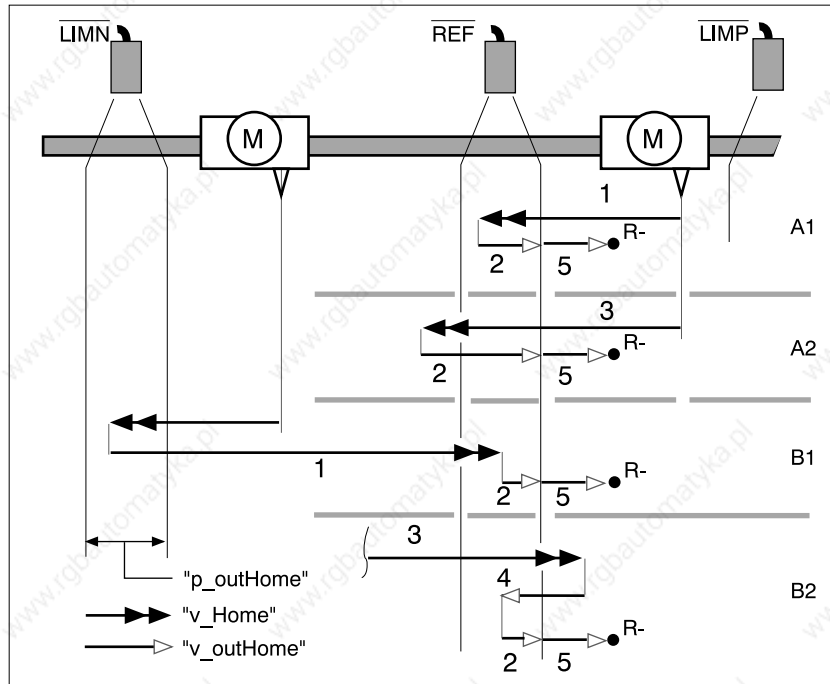 LIMN REF LIMP
M M
1
R- A1
2 5
3
R- A2
2 5
1 B1
2 5 R-
3
"p_outHome" 4 B2
"v_Home"
"v_outHome" R-
2 5
www.rgbautomatyka.pl